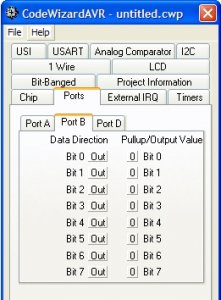 CodeWizardAVR - untitled.cwp
File Help
USI USART Analog Comparator I2C
1 Wire LCD
Bit-Banged Project Information
Chip Ports External IRQ Timers
Port A Port B Port D
Data Direction Pullup/Output Value
Bit 0 Out 0 Bit 0
Bit 1 Out 0 Bit 1
Bit 2 Out 0 Bit 2
Bit 3 Out 0 Bit 3
Bit 4 Out 0 Bit 4
Bit 5 Out 0 Bit 5
Bit 6 Out 0 Bit 6
Bit 7 Out 0 Bit 7